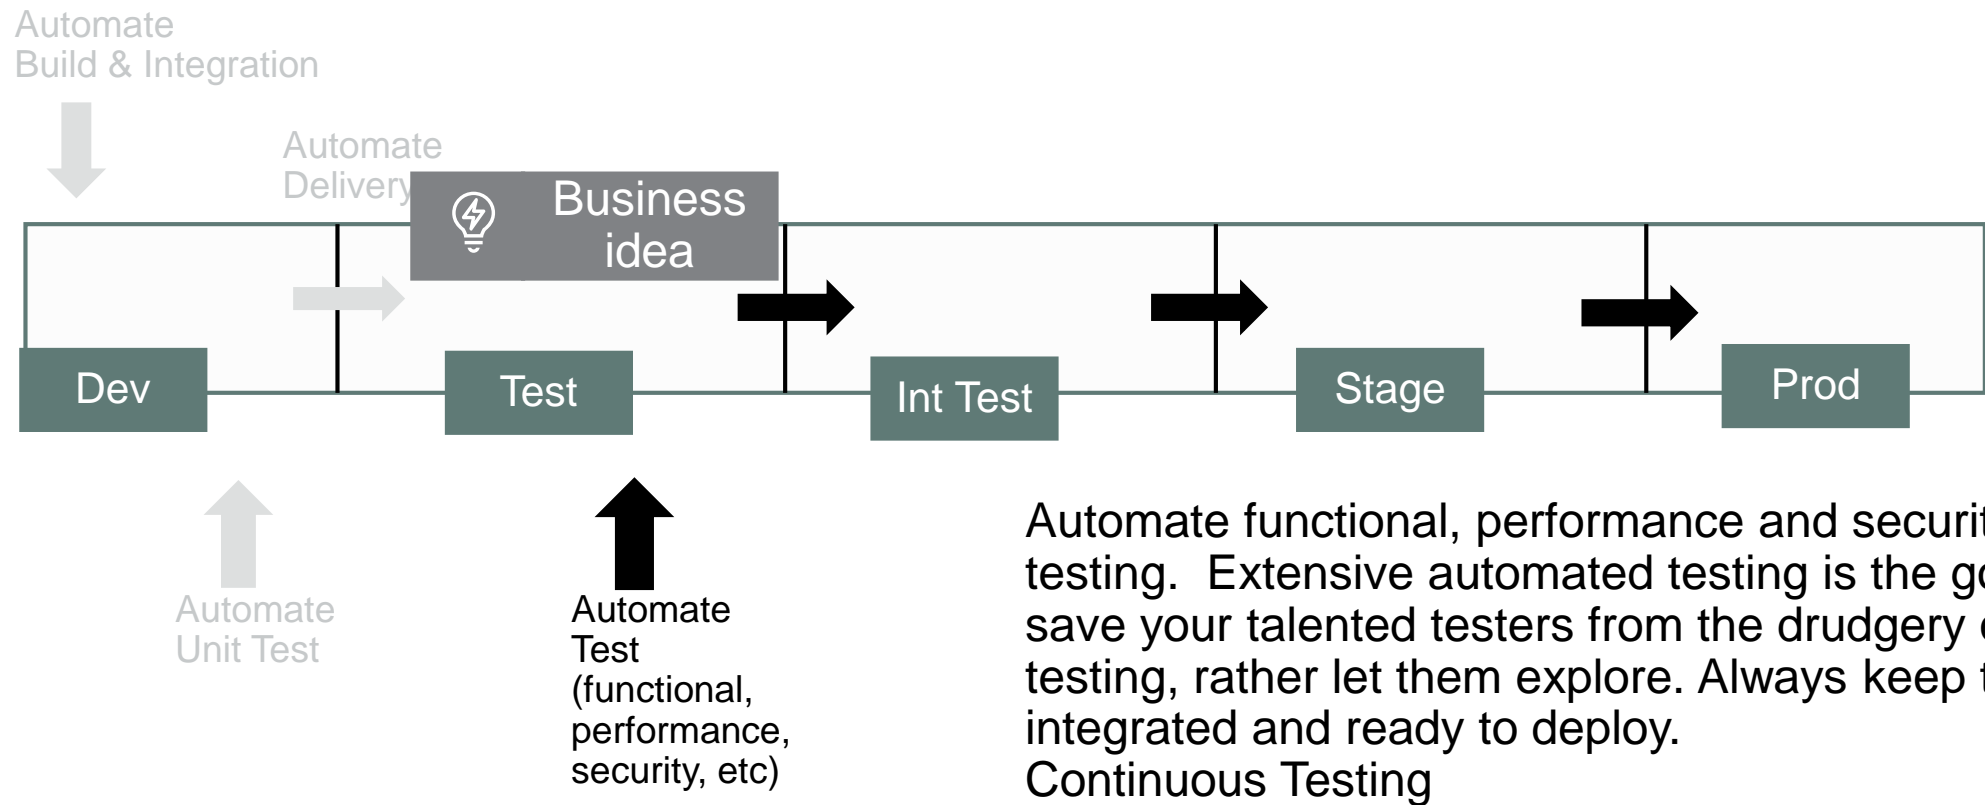 Automate
Build & Integration
Automate
Delivery
Business
idea
Dev
Test
Int Test
Stage
Prod
Automate
Unit Test
Automate
Test
(functional,
performance,
security, etc)
Automate functional, performance and
testing.  Extensive automated testing is the
save your talented testers from the drudgery
testing, rather let them explore. Always keep
integrated and ready to deploy.
Continuous Testing